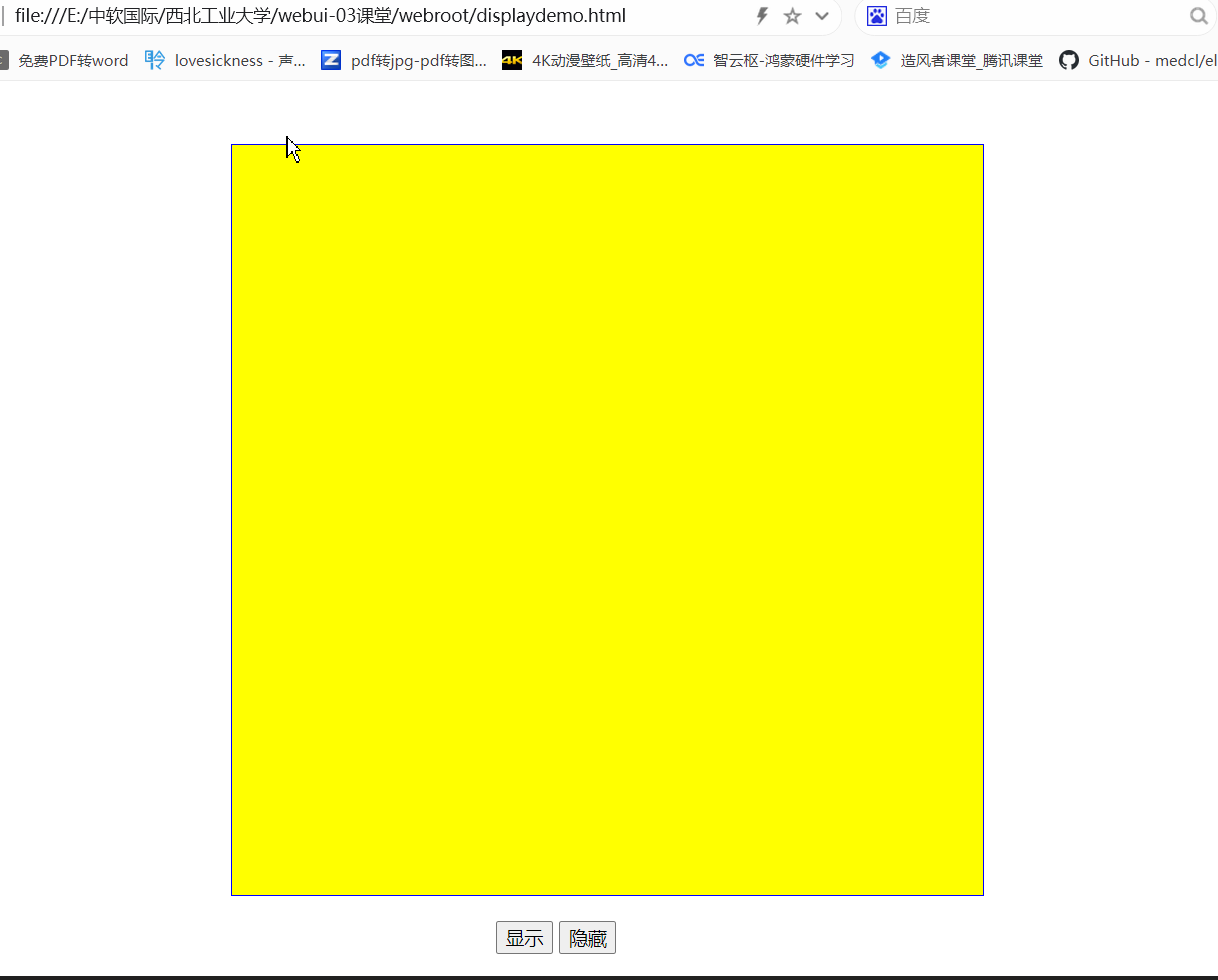 file:///E:/中软国际/西北工业大学/webui-03课堂/webroot/displaydemo.html 百度
免费PDF转word lovesickness - 声... pdf转jpg-pdf转图... 4K 4K动漫壁纸_高清4... 智云枢-鸿蒙硬件学习 造风者课堂_腾讯课堂 GitHub - medcl/el
显示 隐藏